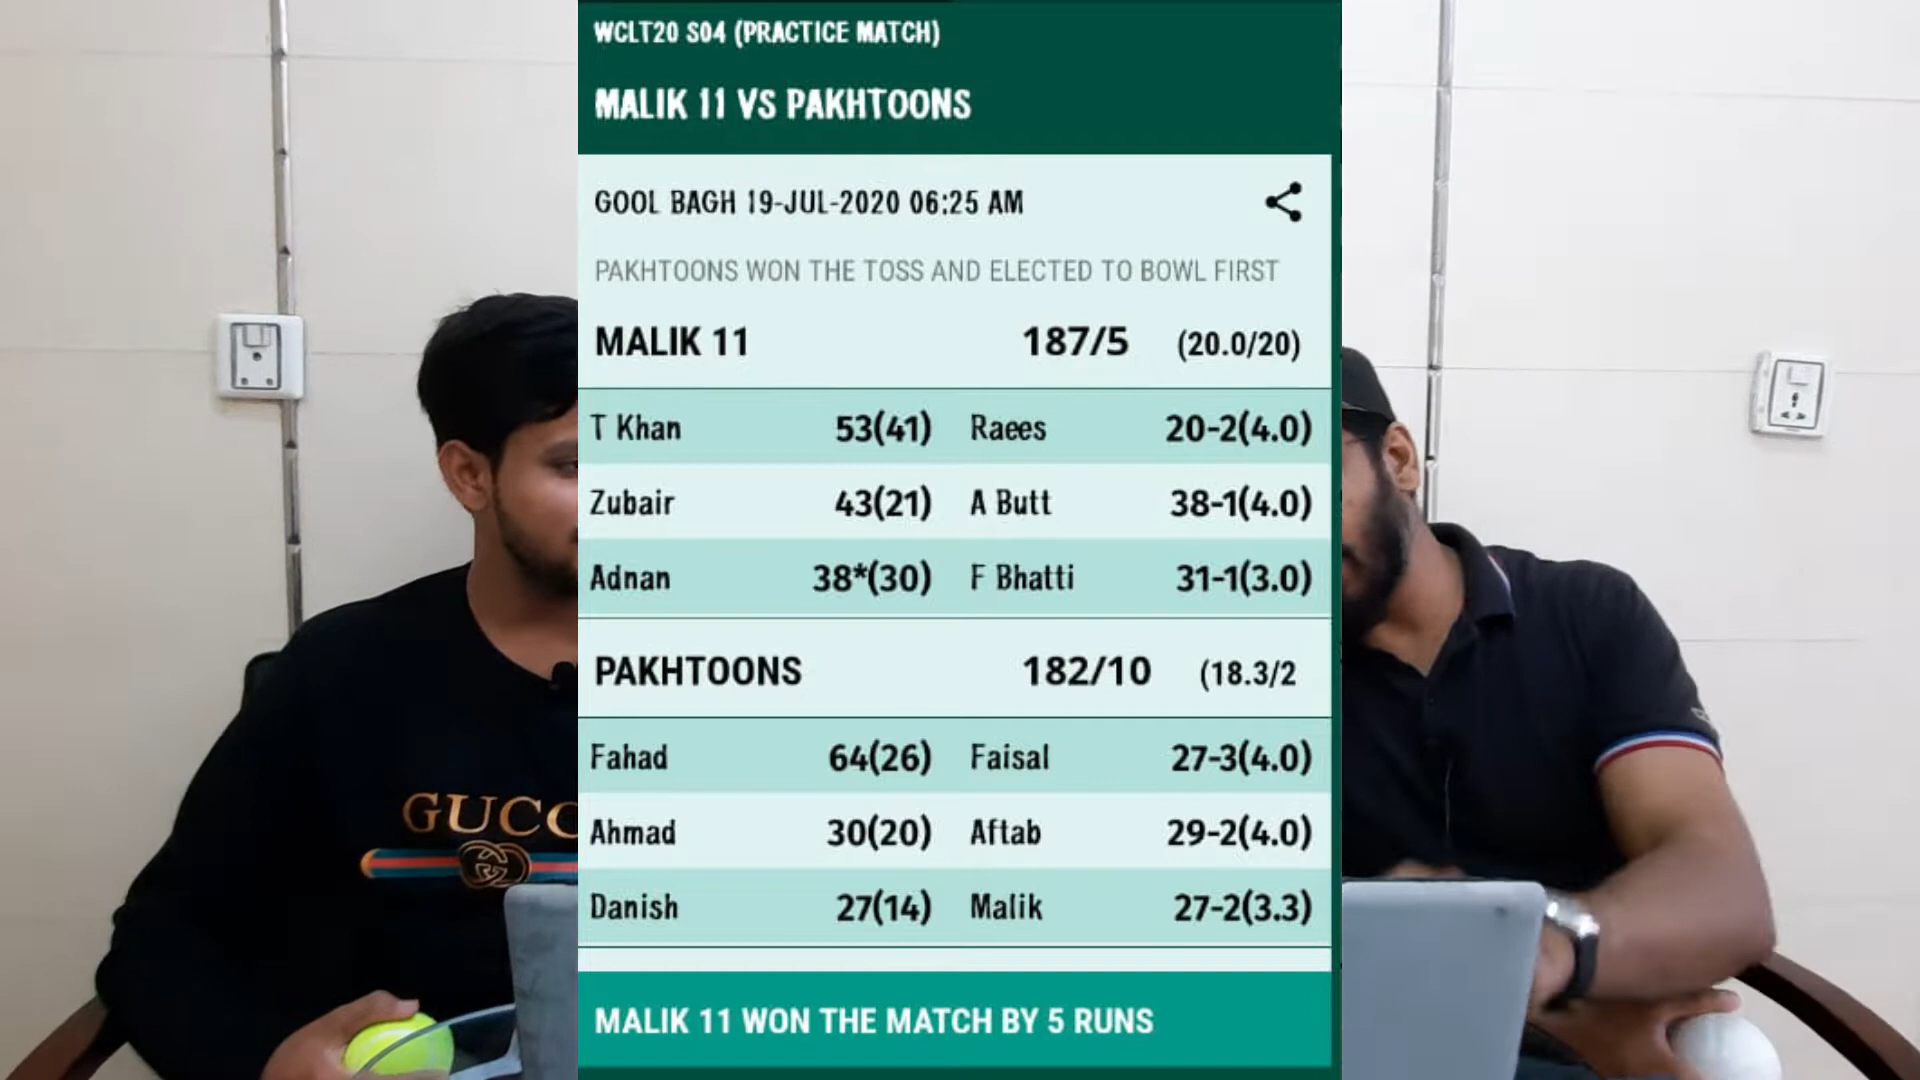 WCLT20 S04 (PRACTICE MATCH)
MALIK 11 VS PAKHTOONS
GOOL BAGH 19-JUL-2020 06:25 AM
PAKHTOONS WON THE TOSS AND ELECTED TO BOWL FIRST
MALIK 11 187/5 (20.0/20)
T Khan 53(41) Raees 20-2(4.0)
Zubair 43(21) A Butt 38-1(4.0)
Adnan 38*(30) F Bhatti 31-1(3.0)
PAKHTOONS 182/10 (18.3/2
Fahad 64(26) Faisal 27-3(4.0)
Ahmad 30(20) Aftab 29-2(4.0)
Danish 27(14) Malik 27-2(3.3)
MALIK 11 WON THE MATCH BY 5 RUNS
GUCC